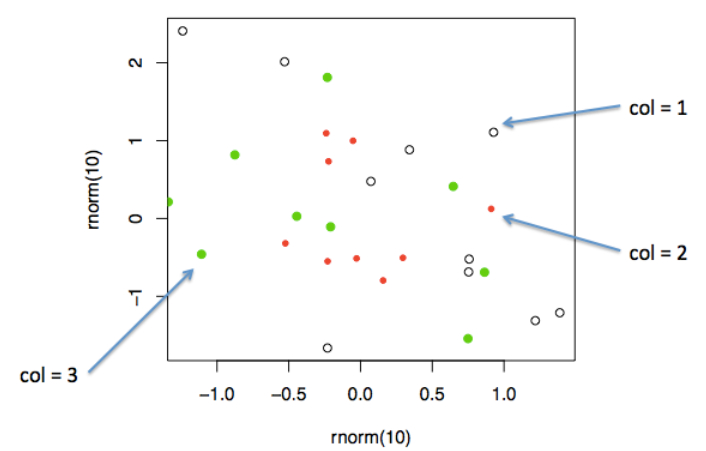 2
col = 1
1
rnorm(10)
0
col = 2
−1
col = 3
−1.0 −0.5 0.0 0.5 1.0
rnorm(10)